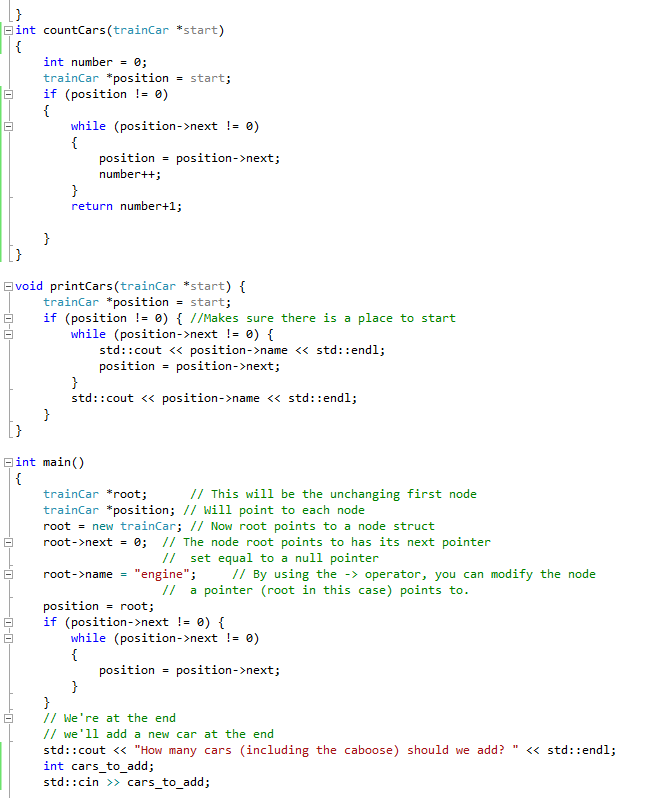 }
int countCars(trainCar *start)
{
    int number = 0;
    trainCar *position = start;
    if (position != 0)
    {
        while (position->next != 0)
        {
            position = position->next;
            number++;
        }
        return number+1;

    }
}

void printCars(trainCar *start) {
    trainCar *position = start;
    if (position != 0) { //Makes sure there is a place to start
        while (position->next != 0) {
            std::cout << position->name << std::endl;
            position = position->next;
        }
        std::cout << position->name << std::endl;
    }
}

int main()
{
    trainCar *root;      // This will be the unchanging first node
    trainCar *position; // Will point to each node
    root = new trainCar; // Now root points to a node struct
    root->next = 0;  // The node root points to has its next pointer
                     //  set equal to a null pointer
    root->name = "engine";     // By using the -> operator, you can modify the node
                     //  a pointer (root in this case) points to.
    position = root;
    if (position->next != 0) {
        while (position->next != 0)
        {
            position = position->next;
        }
    }
    // We're at the end
    // we'll add a new car at the end
    std::cout << "How many cars (including the caboose) should we add? " << std::endl;
    int cars_to_add;
    std::cin >> cars_to_add;